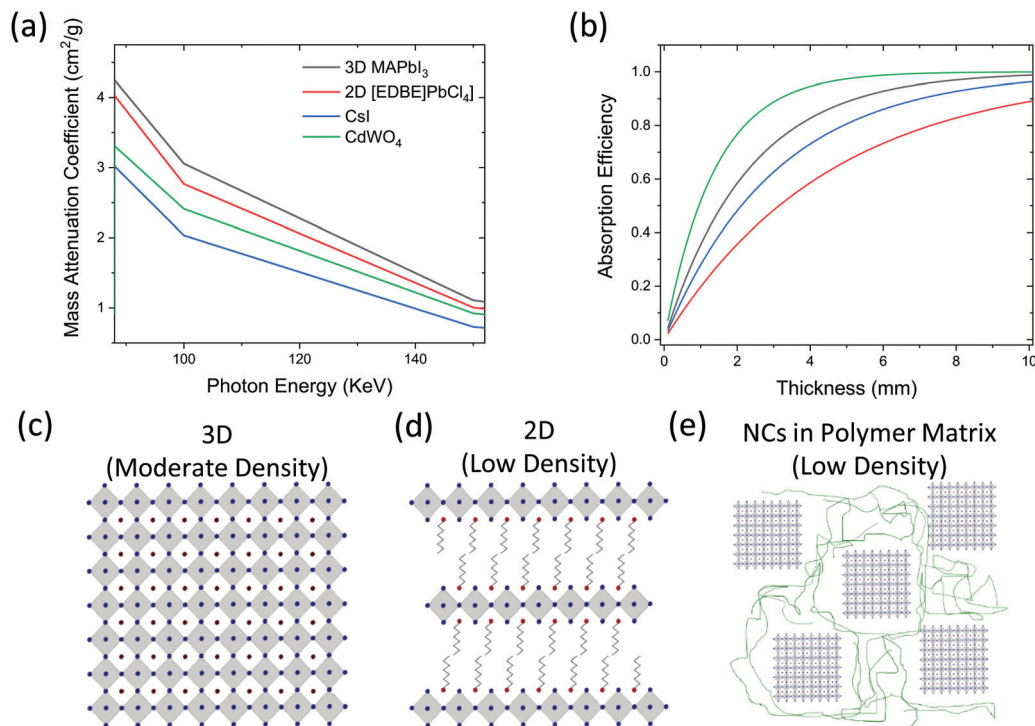 (a)
Mass Attenuation Coefficient (cm²/g)
4
3
2
1
100
120
140
Photon Energy (KeV)
3D MAPbI₃
2D [EDBE]PbCl₄]
CsI
CdWO₄
(b)
Absorption Efficiency
1.0
0.8
0.6
0.4
0.2
0.0
0
2
4
6
8
10
Thickness (mm)
(c)
3D
(Moderate Density)
(d)
2D
(Low Density)
(e)
NCs in Polymer Matrix
(Low Density)